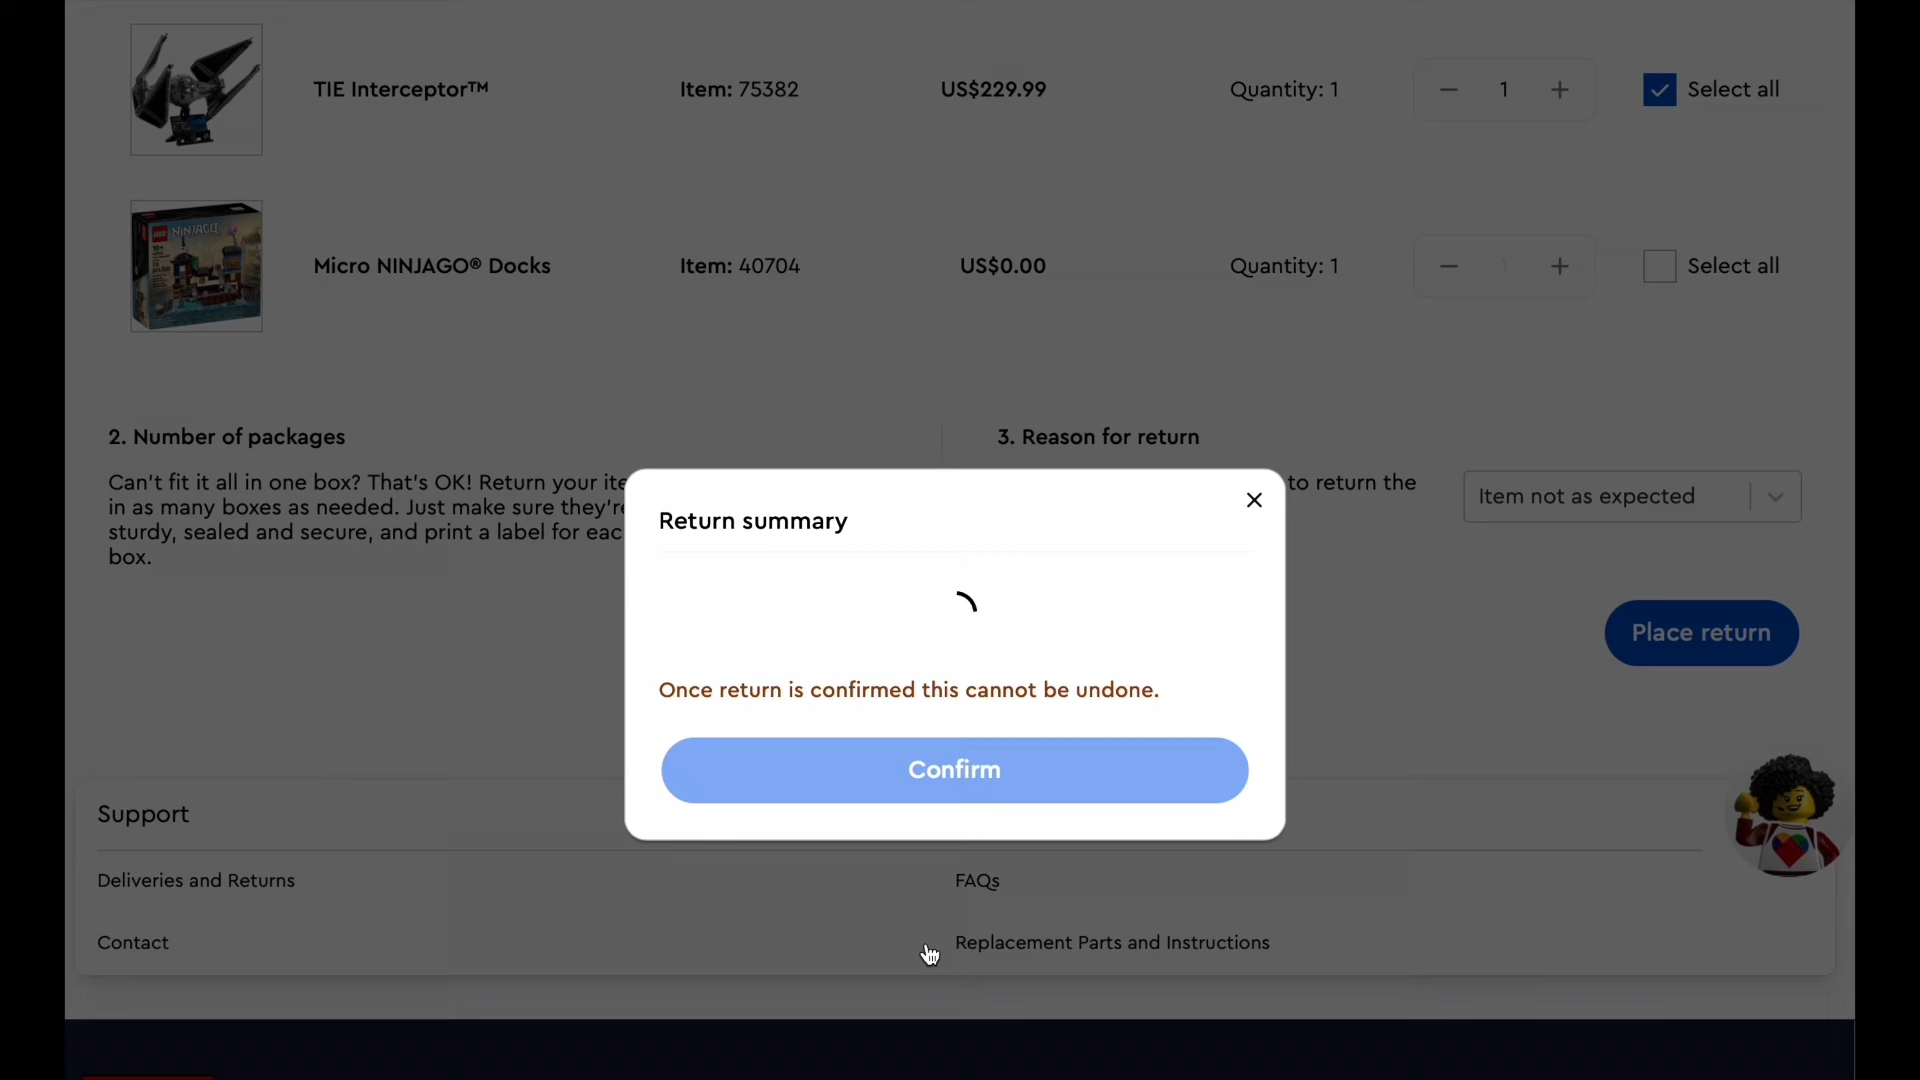 TIE Interceptor™
Item: 75382
US$229.99
Quantity: 1
1
Select all
NINJAGO
Micro NINJAGO® Docks
Item: 40704
US$0.00
Quantity: 1
1
Select all
2. Number of packages
Can't fit it all in one box? That's OK! Return your ite
in as many boxes as needed. Just make sure they're
sturdy, sealed and secure, and print a label for eac
box.
3. Reason for return
to return the
Item not as expected
Place return
Return summary
Once return is confirmed this cannot be undone.
Confirm
Support
Deliveries and Returns
FAQs
Contact
Replacement Parts and Instructions